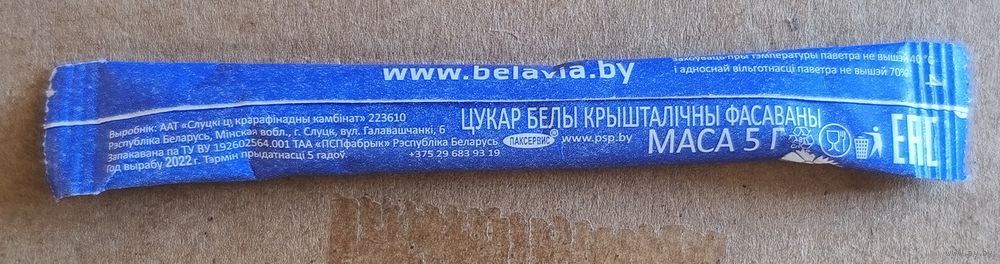 www.belavia.by
захоўваць пры тэмпературы паветра не вышэй 40 °C
і адноснай вільготнасці паветра не вышэй 70%
ЦУКАР БЕЛЫ КРЫШТАЛІЧНЫ ФАСАВАНЫ
ПАКСЕРВИС® www.psp.by МАСА 5 Г
EAC
Выробнік: ААТ «Слуцкі цукрарафінадны камбінат» 223610
Рэспубліка Беларусь, Мінская вобл., г. Слуцк, вул. Галавашчанкі, 6
Запакавана па ТУ BY 192602564.001 ТАА «ПСПфабрык» Рэспубліка Беларусь
Год вырабу 2022 г. Тэрмін прыдатнасці 5 гадоў. +375 29 683 93 19